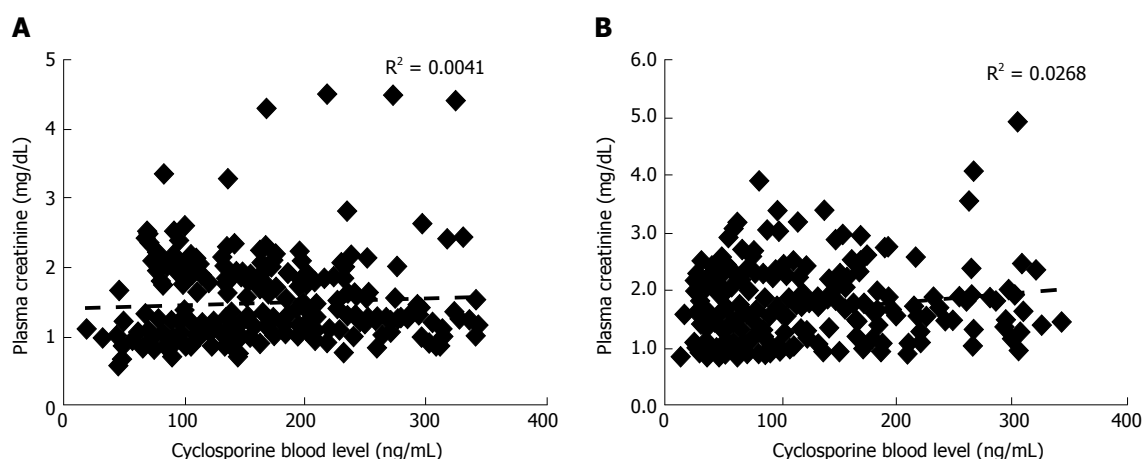 A
R² = 0.0041
Plasma creatinine (mg/dL)
5
4
3
2
1
0
0 100 200 300 400
Cyclosporine blood level (ng/mL)
B
R² = 0.0268
Plasma creatinine (mg/dL)
6.0
5.0
4.0
3.0
2.0
1.0
0.0
0 100 200 300 400
Cyclosporine blood level (ng/mL)